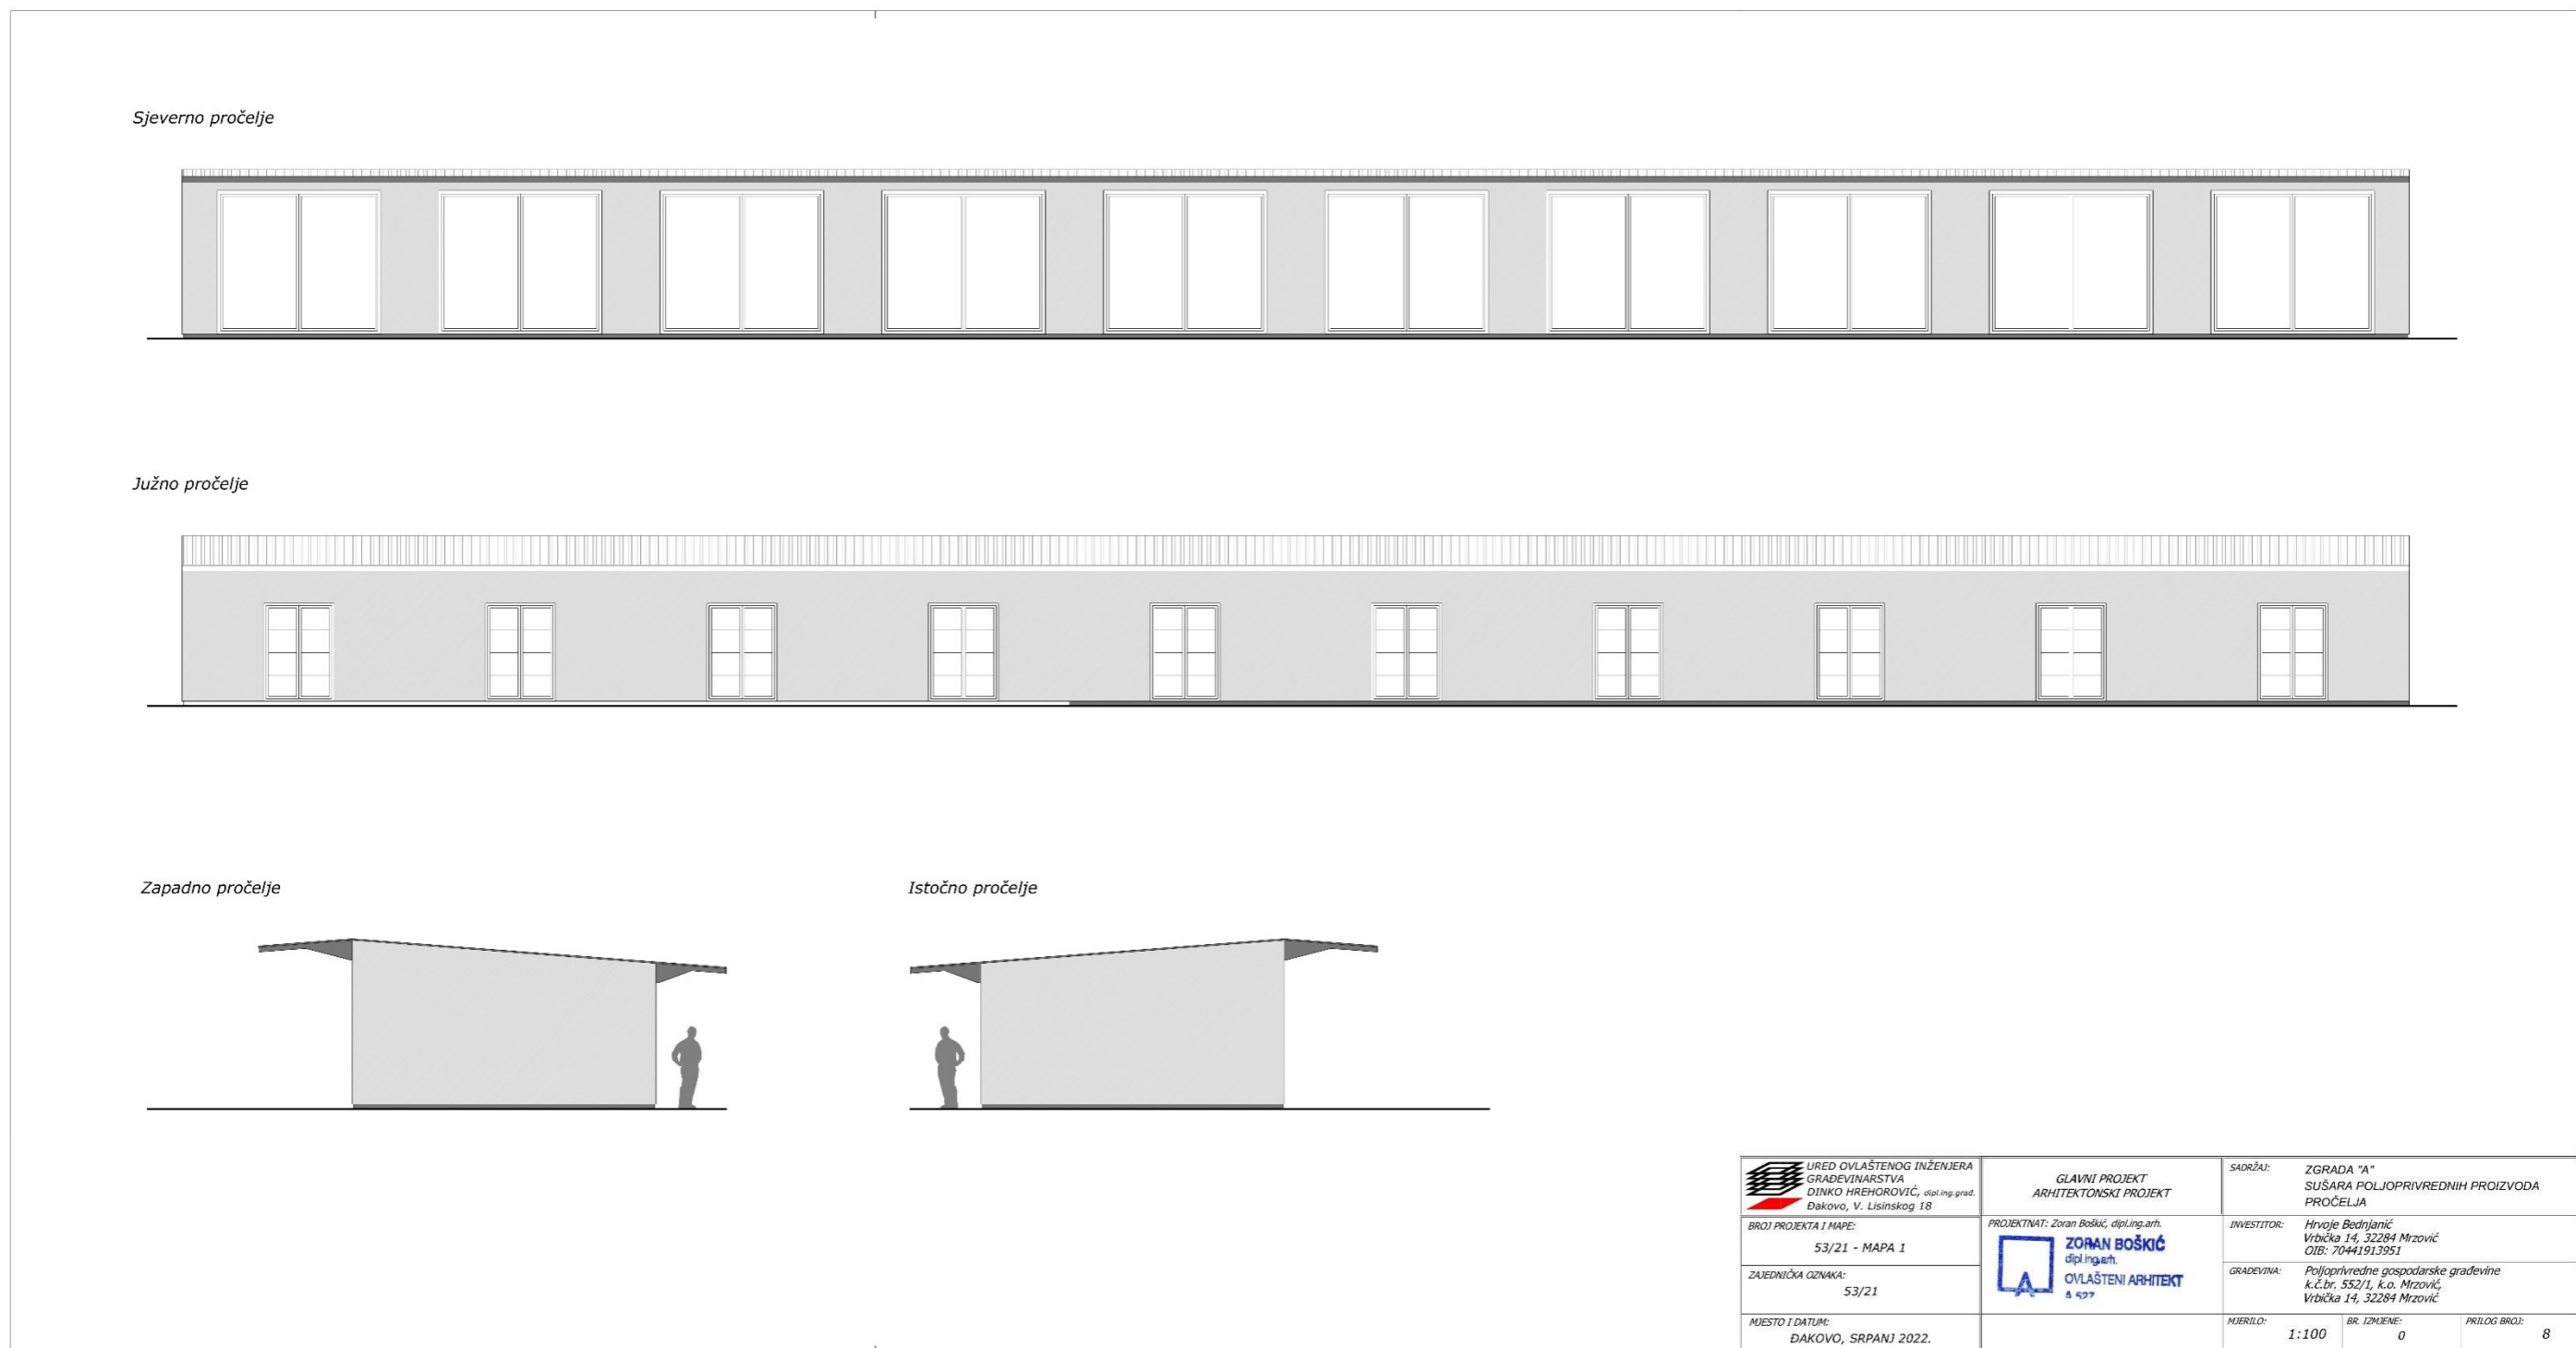 Sjeverno pročelje
Južno pročelje
Zapadno pročelje
Istočno pročelje
URED OVLAŠTENOG INŽENJERA
GRAĐEVINARSTVA
DINKO HREHOROVIĆ, dipl.ing.građ.
Đakovo, V. Lisinskog 18
GLAVNI PROJEKT
ARHITEKTONSKI PROJEKT
SADRŽAJ:
ZGRADA "A"
SUŠARA POLJOPRIVREDNIH PROIZVODA
PROČELJA
BROJ PROJEKTA I MAPE:
53/21 - MAPA 1
PROJEKTNAT: Zoran Boškić, dipl.ing.arh.
ZORAN BOŠKIĆ
dipl.ing.arh.
OVLAŠTENI ARHITEKT
A 527
INVESTITOR:
Hrvoje Bednjanić
Vrbička 14, 32284 Mrzović
OIB: 70441913951
ZAJEDNIČKA OZNAKA:
53/21
GRAĐEVINA:
Poljoprivredne gospodarske građevine
k.č.br. 552/1, k.o. Mrzović,
Vrbička 14, 32284 Mrzović
MJESTO I DATUM:
ĐAKOVO, SRPANJ 2022.
MJERILO:
1:100
BR. IZMJENE:
0
PRILOG BROJ:
8